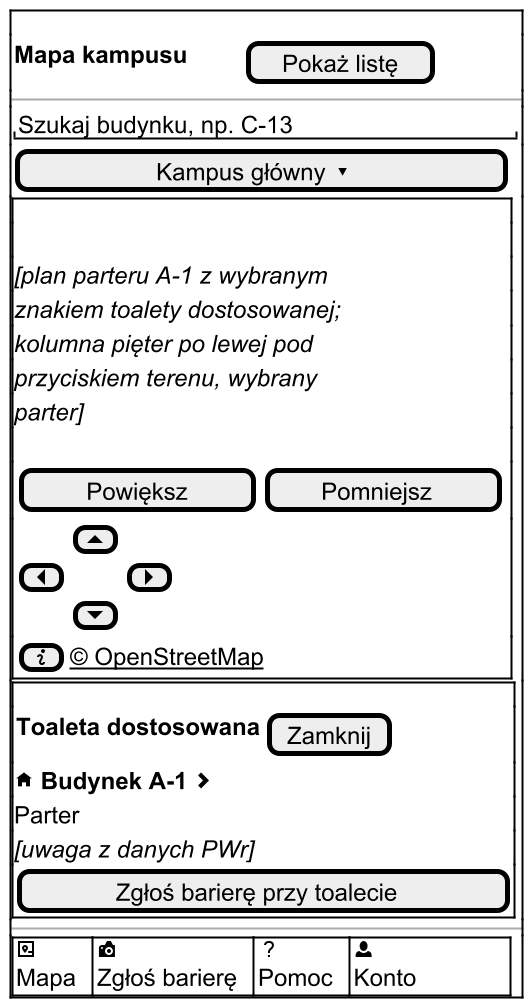 Mapa kampusu
Pokaż listę
Szukaj budynku, np. C-13
Kampus główny ▾
[plan parteru A-1 z wybranym
znakiem toalety dostosowanej;
kolumna pięter po lewej pod
przyciskiem terenu, wybrany
parter]
Powiększ
Pomniejsz
i © OpenStreetMap
Toaleta dostosowana
Zamknij
Budynek A-1
Parter
[uwaga z danych PWr]
Zgłoś barierę przy toalecie
?
Mapa
Zgłoś barierę
Pomoc
Konto